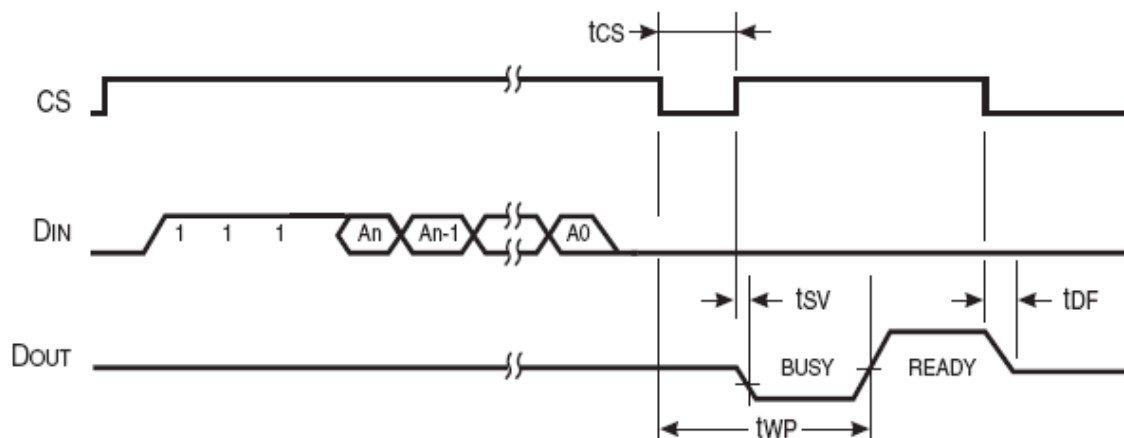 tCS
CS
DIN 1 1 1 An An-1 A0
tSV tDF
DOUT BUSY READY
tWP